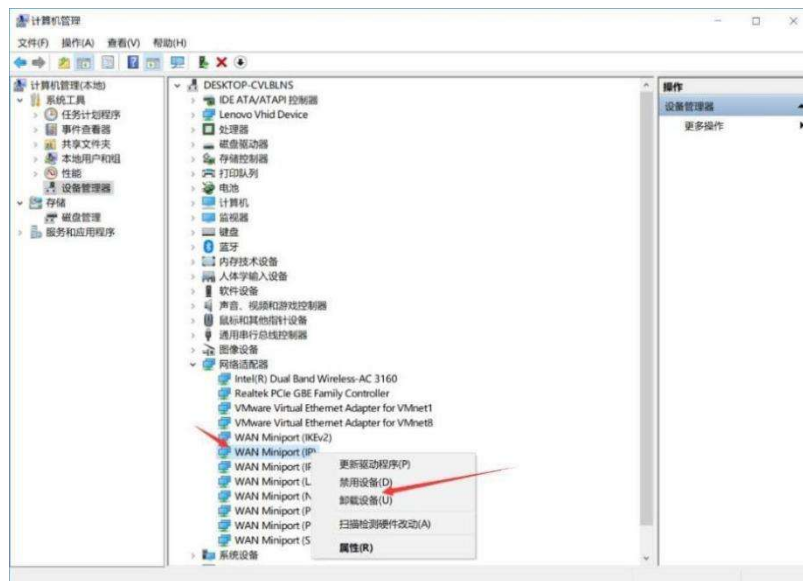 计算机管理
文件(F) 操作(A) 查看(V) 帮助(H)
计算机管理(本地)
系统工具
任务计划程序
事件查看器
共享文件夹
本地用户和组
性能
设备管理器
存储
磁盘管理
服务和应用程序
DESKTOP-CVLBLNS
IDE ATA/ATAPI 控制器
Lenovo Vhid Device
处理器
磁盘驱动器
存储控制器
打印队列
电池
计算机
监视器
键盘
蓝牙
内存技术设备
人体学输入设备
软件设备
声音、视频和游戏控制器
鼠标和其他指针设备
通用串行总线控制器
图像设备
网络适配器
Intel(R) Dual Band Wireless-AC 3160
Realtek PCIe GBE Family Controller
VMware Virtual Ethernet Adapter for VMnet1
VMware Virtual Ethernet Adapter for VMnet8
WAN Miniport (IKEv2)
WAN Miniport (IP)
WAN Miniport (IP
WAN Miniport (L
WAN Miniport (N
WAN Miniport (P
WAN Miniport (P
WAN Miniport (S
系统设备
更新驱动程序(P)
禁用设备(D)
卸载设备(U)
扫描检测硬件改动(A)
属性(R)
操作
设备管理器
更多操作